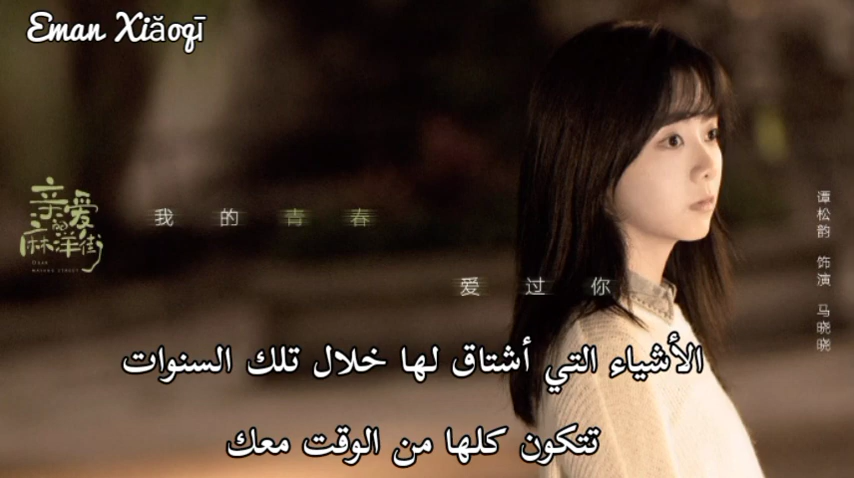 Eman Xiǎoqī
亲爱的
麻洋街
DEAR
MAYANG STREET
我的青春
爱过你
谭松韵 饰演 马晓晓
الأشياء التي أشتاق لها خلال تلك السنوات
تتكون كلها من الوقت معك